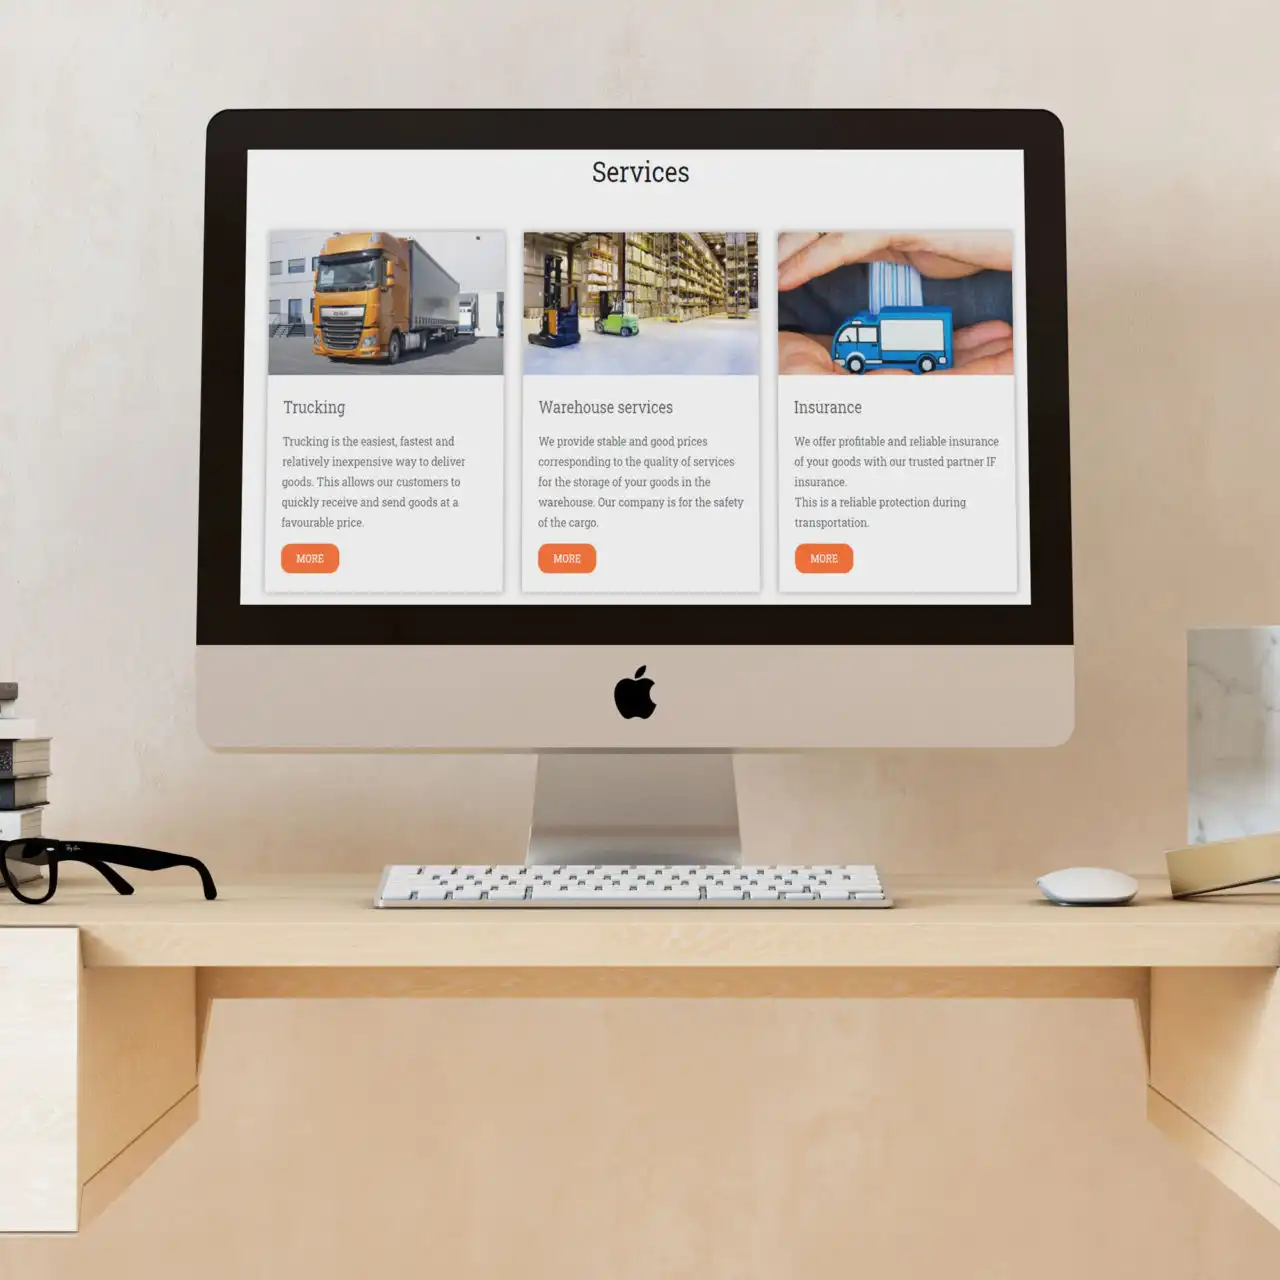 Services
Trucking
Trucking is the easiest, fastest and
relatively inexpensive way to deliver
goods. This allows our customers to
quickly receive and send goods at a
favourable price.
MORE
Warehouse services
We provide stable and good prices
corresponding to the quality of services
for the storage of your goods in the
warehouse. Our company is for the safety
of the cargo.
MORE
Insurance
We offer profitable and reliable insurance
of your goods with our trusted partner IF
insurance.
This is a reliable protection during
transportation.
MORE
Ray-Ban